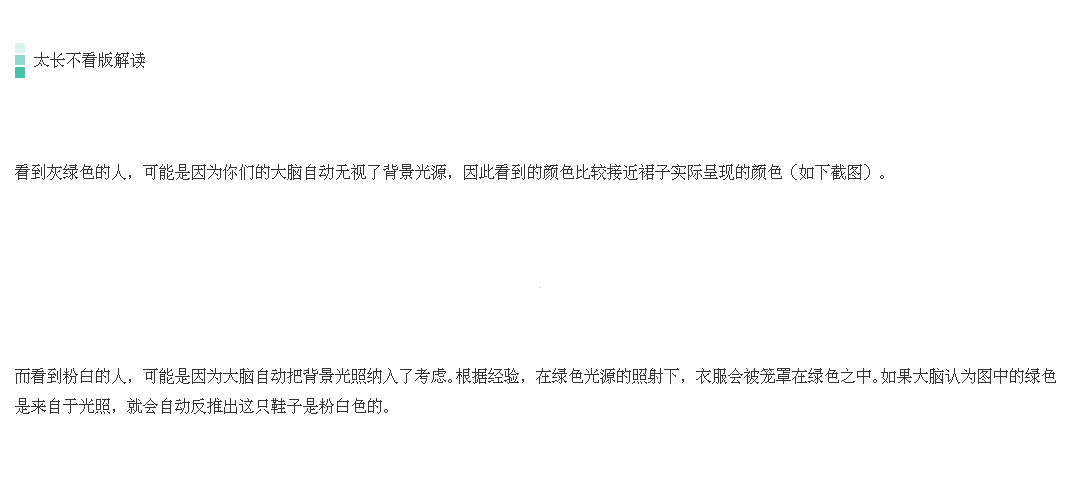 太长不看版解读
看到灰绿色的人，可能是因为你们的大脑自动无视了背景光源，因此看到的颜色比较接近裙子实际呈现的颜色（如下截图）。
而看到粉白的人，可能是因为大脑自动把背景光照纳入了考虑。根据经验，在绿色光源的照射下，衣服会被笼罩在绿色之中。如果大脑认为图中的绿色
是来自于光照，就会自动反推出这只鞋子是粉白色的。